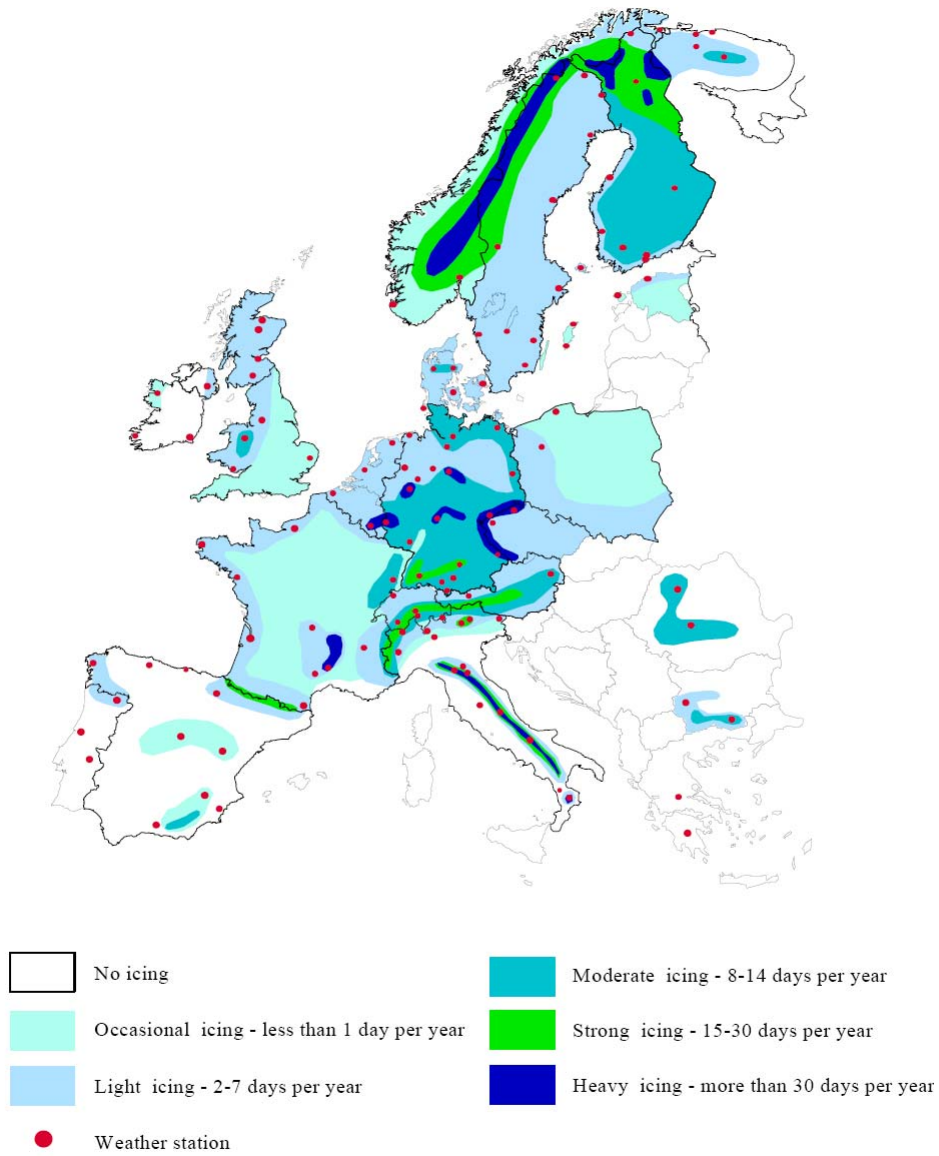 No icing
Occasional icing - less than 1 day per year
Light icing - 2-7 days per year
Weather station
Moderate icing - 8-14 days per year
Strong icing - 15-30 days per year
Heavy icing - more than 30 days per year